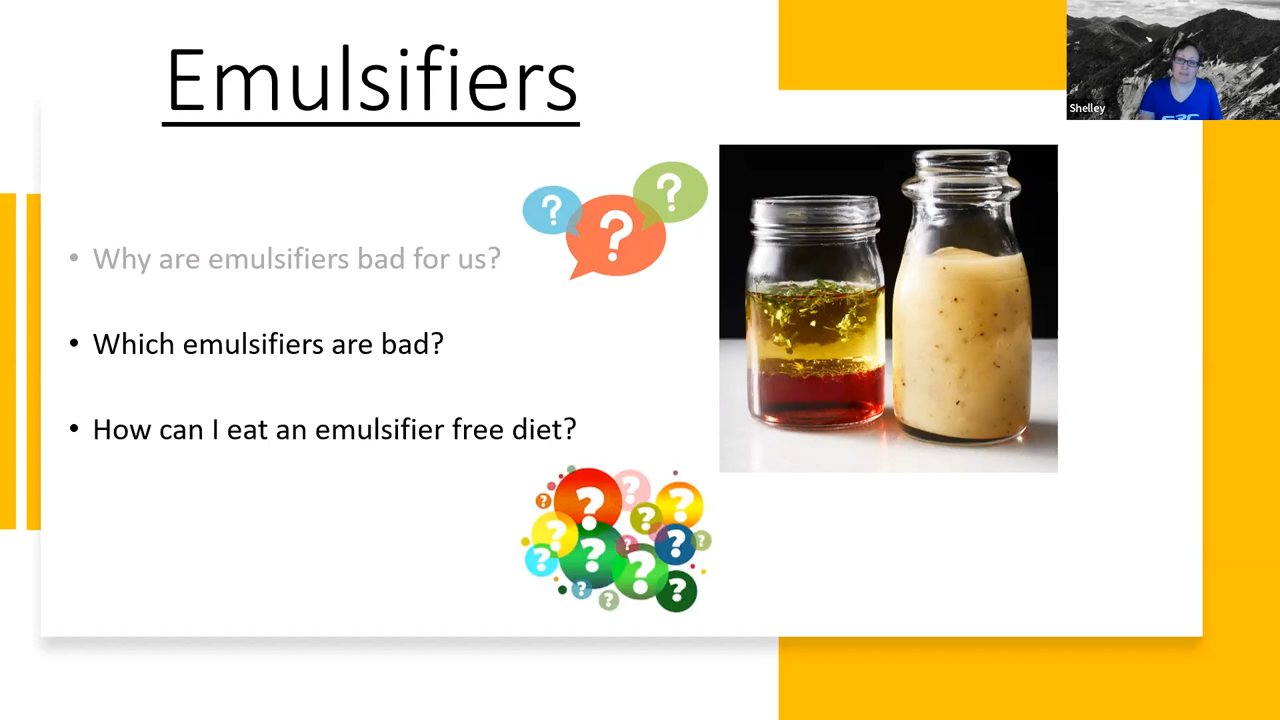 Emulsifiers
Shelley
• Why are emulsifiers bad for us?
• Which emulsifiers are bad?
• How can I eat an emulsifier free diet?
? ? ?
? ? ? ? ? ? ? ? ? ? ? ? ? ?